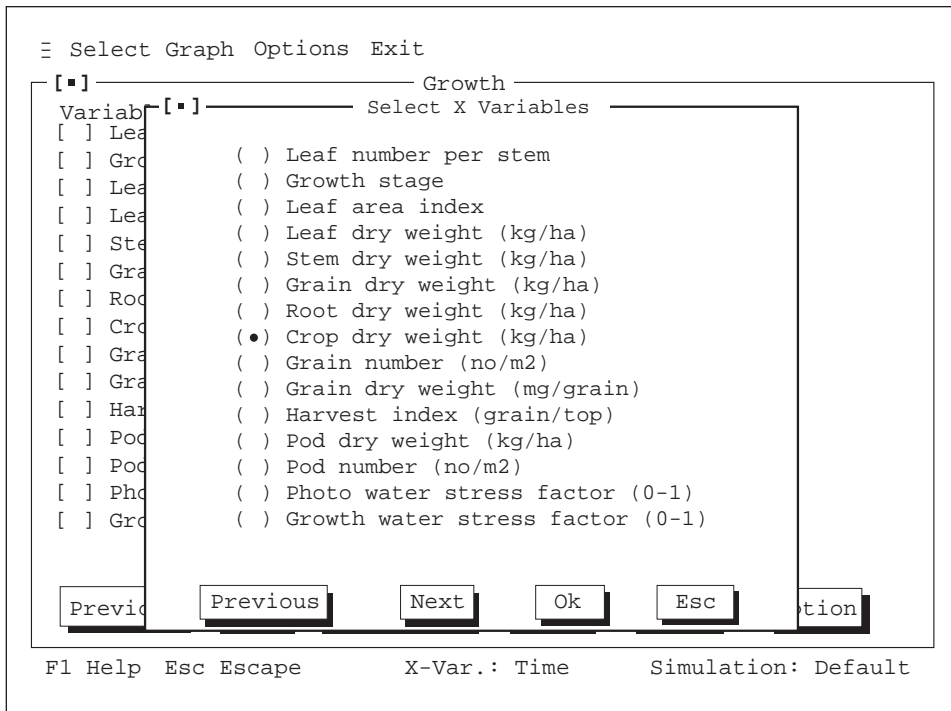 Ξ Select Graph Options Exit
[▪] Growth
Variab
[▪] Select X Variables
[ ] Lea
[ ] Gro
[ ] Lea
[ ] Lea
[ ] Ste
[ ] Gra
[ ] Roo
[ ] Cro
[ ] Gra
[ ] Gra
[ ] Har
[ ] Pod
[ ] Pod
[ ] Pho
[ ] Gro
( ) Leaf number per stem
( ) Growth stage
( ) Leaf area index
( ) Leaf dry weight (kg/ha)
( ) Stem dry weight (kg/ha)
( ) Grain dry weight (kg/ha)
( ) Root dry weight (kg/ha)
(•) Crop dry weight (kg/ha)
( ) Grain number (no/m2)
( ) Grain dry weight (mg/grain)
( ) Harvest index (grain/top)
( ) Pod dry weight (kg/ha)
( ) Pod number (no/m2)
( ) Photo water stress factor (0-1)
( ) Growth water stress factor (0-1)
Previous Next Ok Esc
Previo
tion
F1 Help Esc Escape X-Var.: Time Simulation: Default